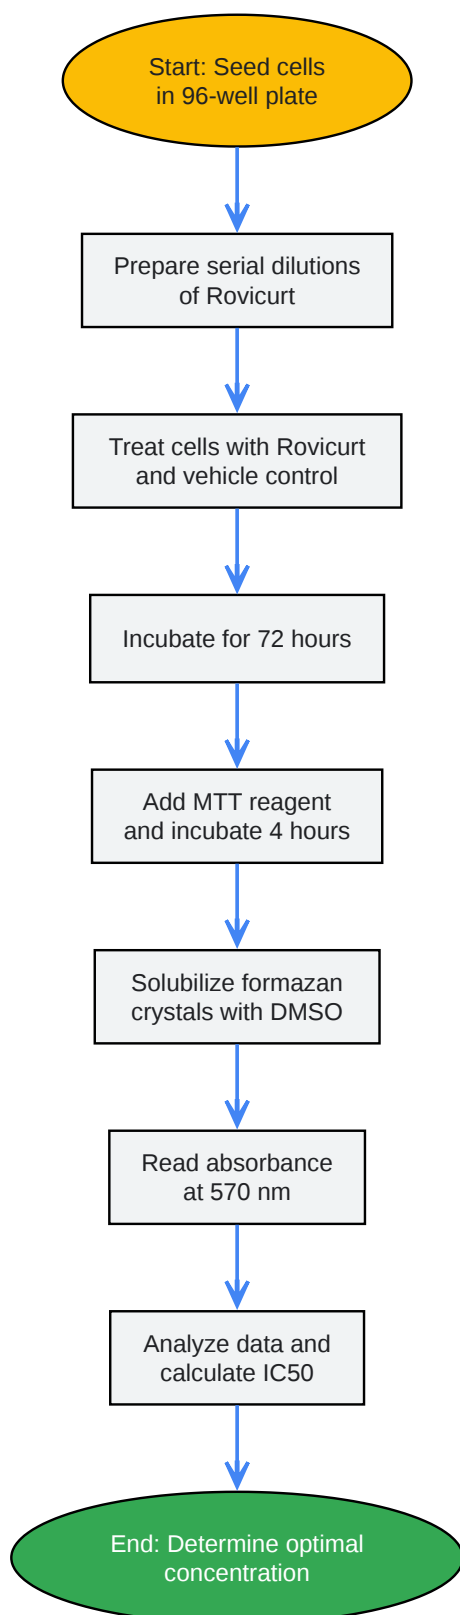 Start: Seed cells
in 96-well plate
Prepare serial dilutions
of Rovicurt
Treat cells with Rovicurt
and vehicle control
Incubate for 72 hours
Add MTT reagent
and incubate 4 hours
Solubilize formazan
crystals with DMSO
Read absorbance
at 570 nm
Analyze data and
calculate IC50
End: Determine optimal
concentration